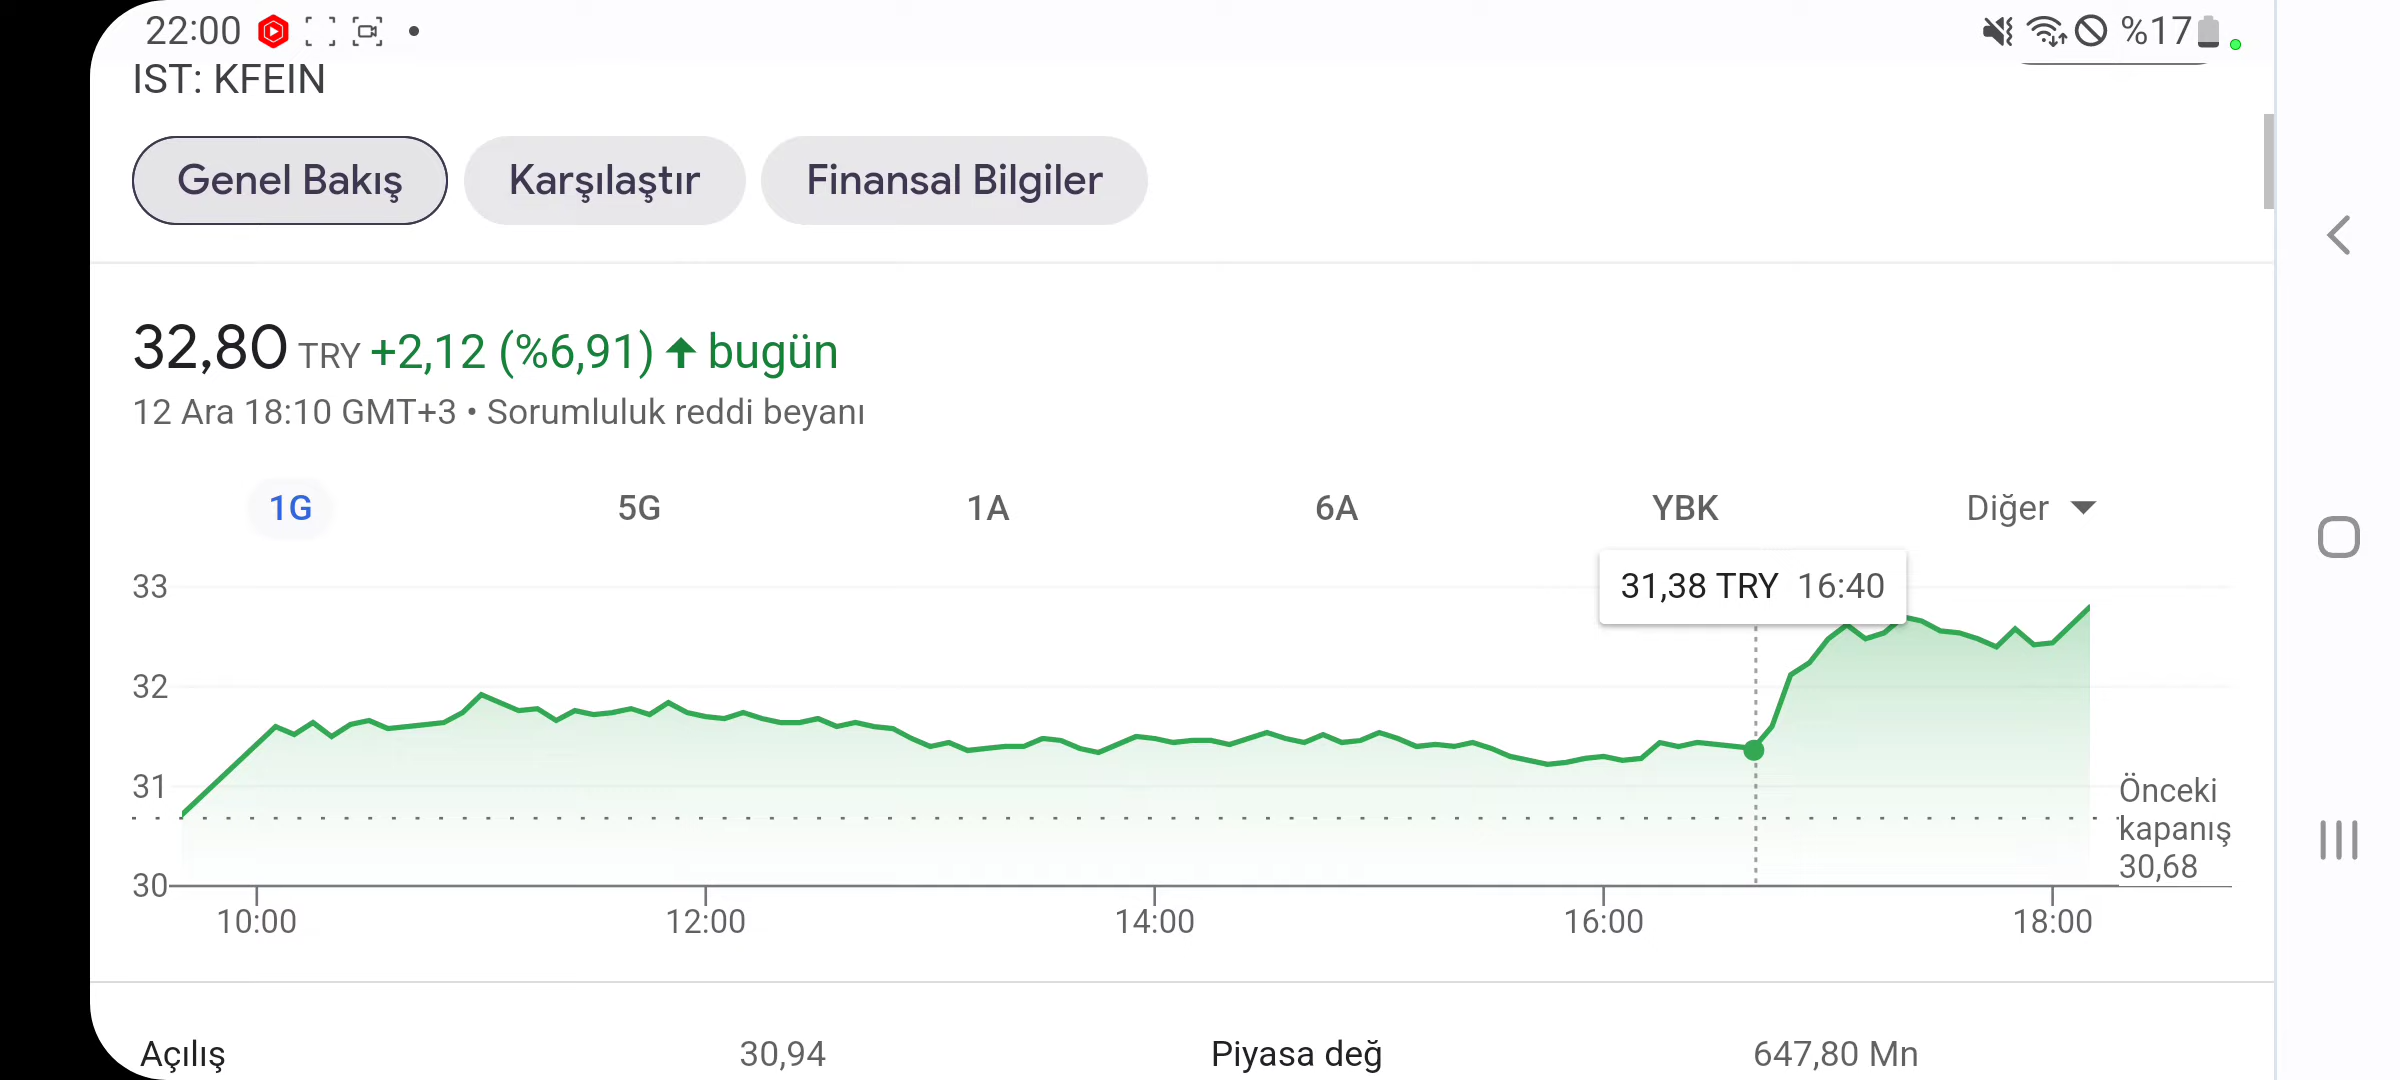 22:00 %17
IST: KFEIN
Genel Bakış Karşılaştır Finansal Bilgiler
32,80 TRY +2,12 (%6,91) ↑ bugün
12 Ara 18:10 GMT+3 • Sorumluluk reddi beyanı
1G 5G 1A 6A YBK Diğer
31,38 TRY 16:40
33
32
31
30
Önceki
kapanış
30,68
10:00 12:00 14:00 16:00 18:00
Açılış 30,94 Piyasa değ 647,80 Mn